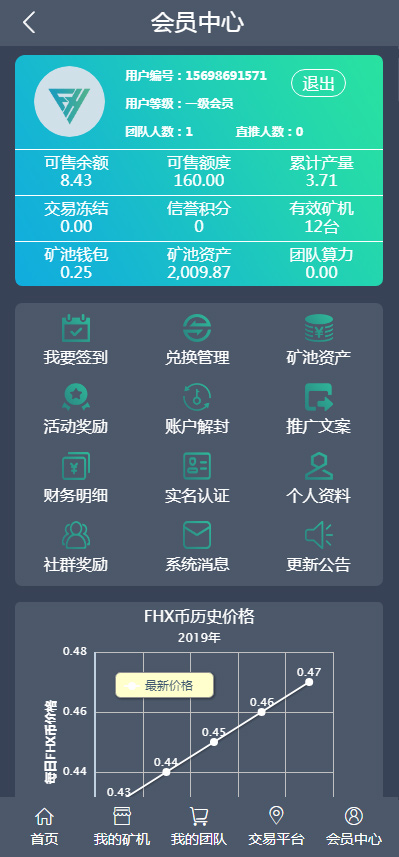 会员中心
用户编号：15698691571
退出
用户等级：一级会员
团队人数：1 直推人数：0
可售余额 可售额度 累计产量
8.43 160.00 3.71
交易冻结 信誉积分 有效矿机
0.00 0 12台
矿池钱包 矿池资产 团队算力
0.25 2,009.87 0.00
我要签到 兑换管理 矿池资产
活动奖励 账户解封 推广文案
财务明细 实名认证 个人资料
社群奖励 系统消息 更新公告
FHX币历史价格
2019年
0.48
最新价格
0.47
0.46
0.46
0.45
0.44
0.44
0.43
每日FHX币价格
首页 我的矿机 我的团队 交易平台 会员中心